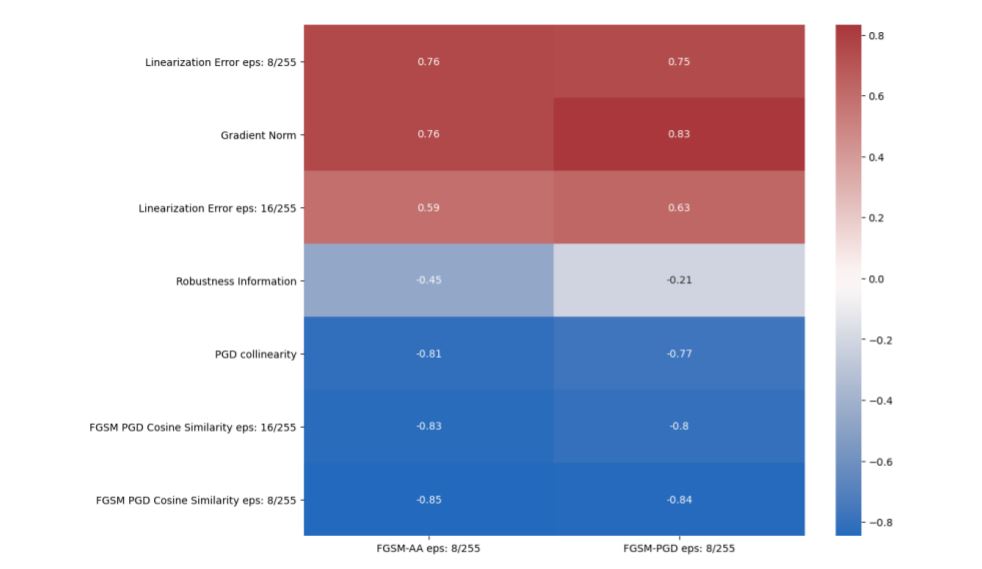 Linearization Error eps: 8/255 0.76 0.75
Gradient Norm 0.76 0.83
Linearization Error eps: 16/255 0.59 0.63
Robustness Information -0.45 -0.21
PGD collinearity -0.81 -0.77
FGSM PGD Cosine Similarity eps: 16/255 -0.83 -0.8
FGSM PGD Cosine Similarity eps: 8/255 -0.85 -0.84
FGSM-AA eps: 8/255 FGSM-PGD eps: 8/255
0.8
0.6
0.4
0.2
0.0
−0.2
−0.4
−0.6
−0.8